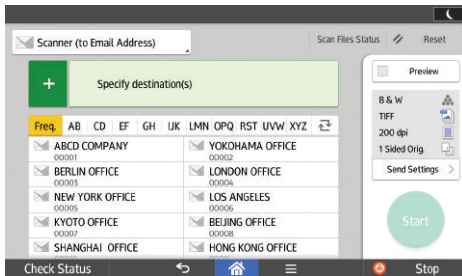 Scanner (to Email Address)
Scan Files Status
Reset
+ Specify destination(s)
Preview
B & W
TIFF
200 dpi
1 Sided Orig.
Send Settings >
Start
Freq. AB CD EF GH IJK LMN OPQ RST UVW XYZ
ABCD COMPANY
00001
YOKOHAMA OFFICE
00002
BERLIN OFFICE
00003
LONDON OFFICE
00004
NEW YORK OFFICE
00005
LOS ANGELES
00006
KYOTO OFFICE
00007
BEIJING OFFICE
00008
SHANGHAI OFFICE
HONG KONG OFFICE
Check Status
Stop